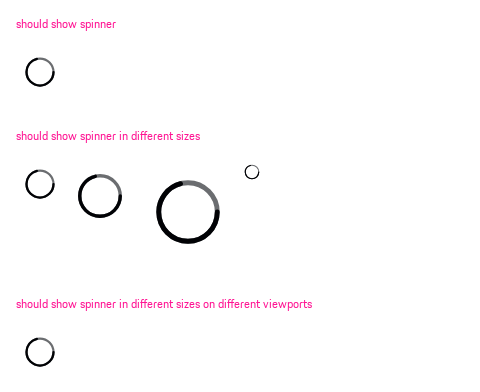 should show spinner
should show spinner in different sizes
should show spinner in different sizes on different viewports